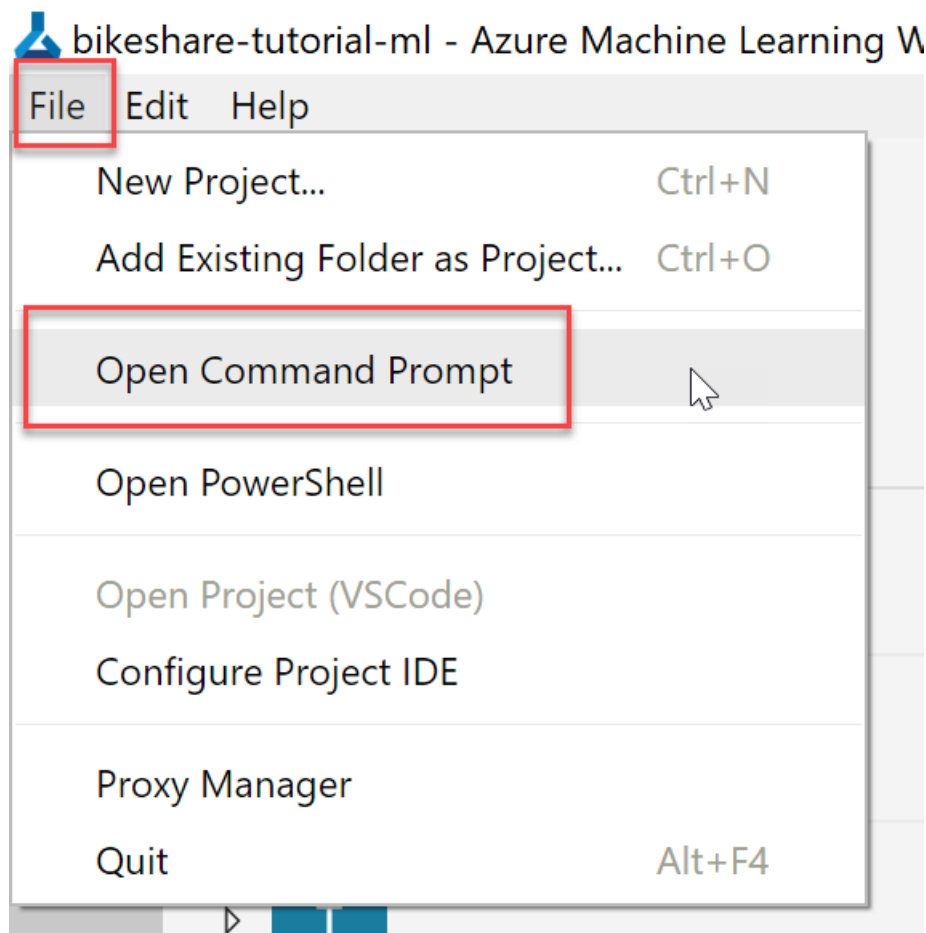 bikeshare-tutorial-ml - Azure Machine Learning
File Edit Help
New Project... Ctrl+N
Add Existing Folder as Project... Ctrl+O
Open Command Prompt
Open PowerShell
Open Project (VSCode)
Configure Project IDE
Proxy Manager
Quit Alt+F4